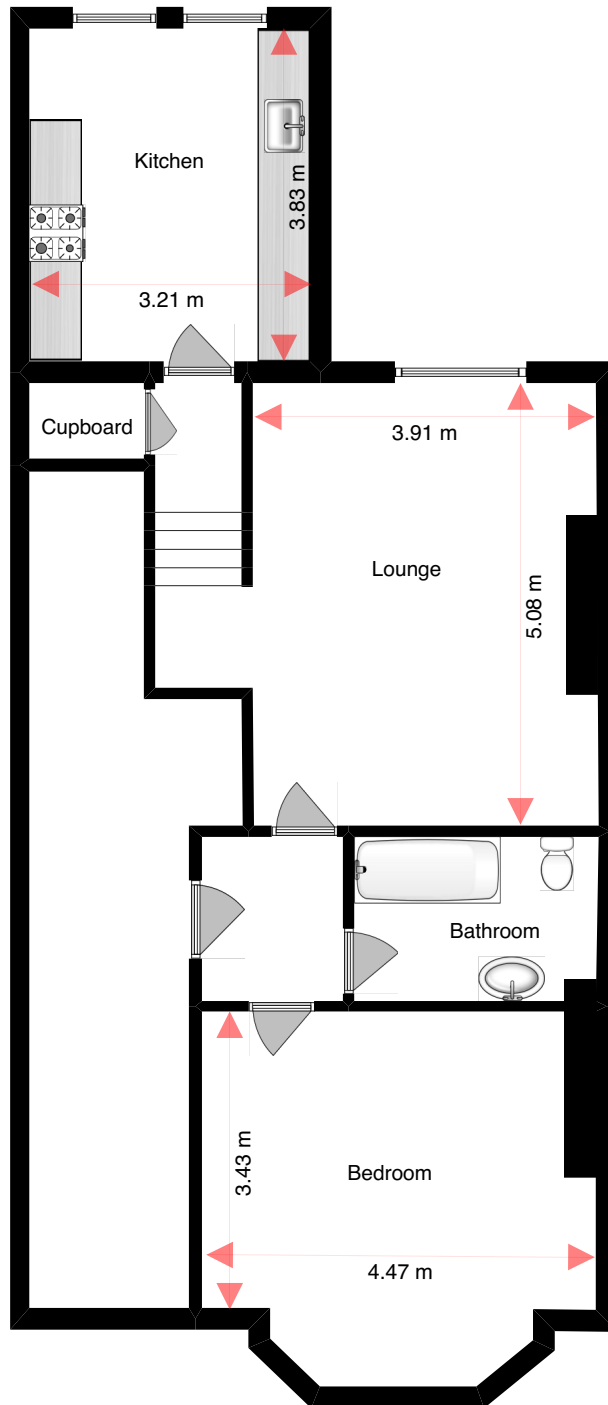 Kitchen
3.83 m
3.21 m
Cupboard
3.91 m
Lounge
5.08 m
Bathroom
3.43 m
Bedroom
4.47 m